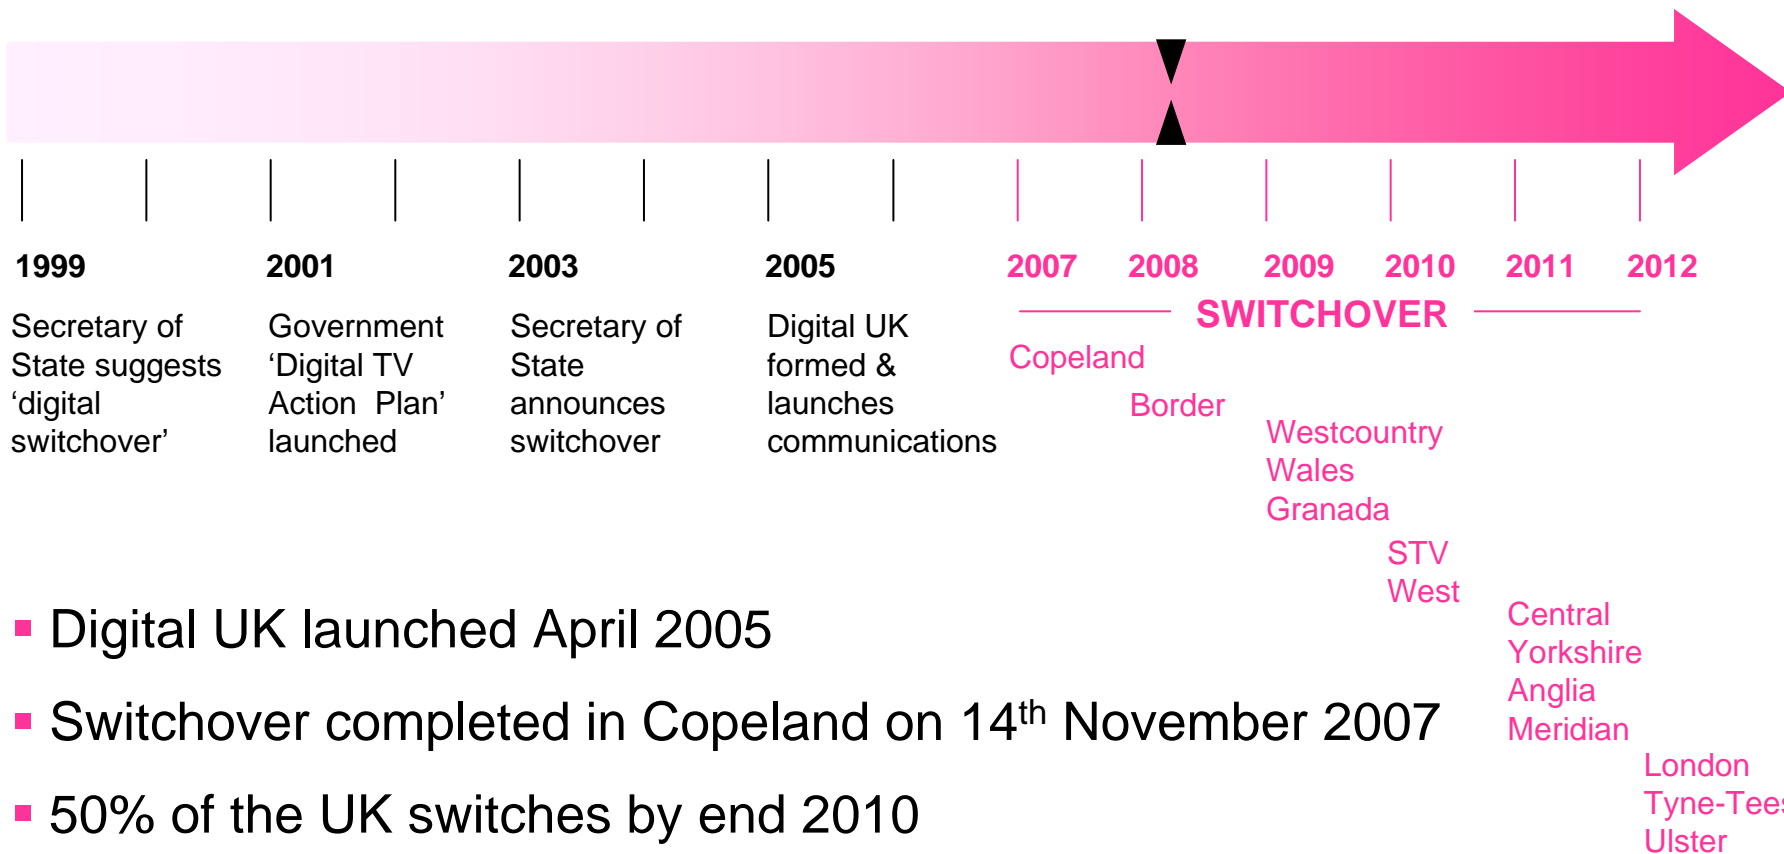 1999
Secretary of
State suggests
‘digital
switchover’
2001
Government
‘Digital TV
Action Plan’
launched
2003
Secretary of
State
announces
switchover
2005
Digital UK
formed &
launches
communications
2007 2008 2009 2010 2011 2012
SWITCHOVER
Copeland
Border
Westcountry
Wales
Granada
STV
West
Central
Yorkshire
Anglia
Meridian
London
Tyne-Tees
Ulster
▪ Digital UK launched April 2005
▪ Switchover completed in Copeland on 14th November 2007
▪ 50% of the UK switches by end 2010